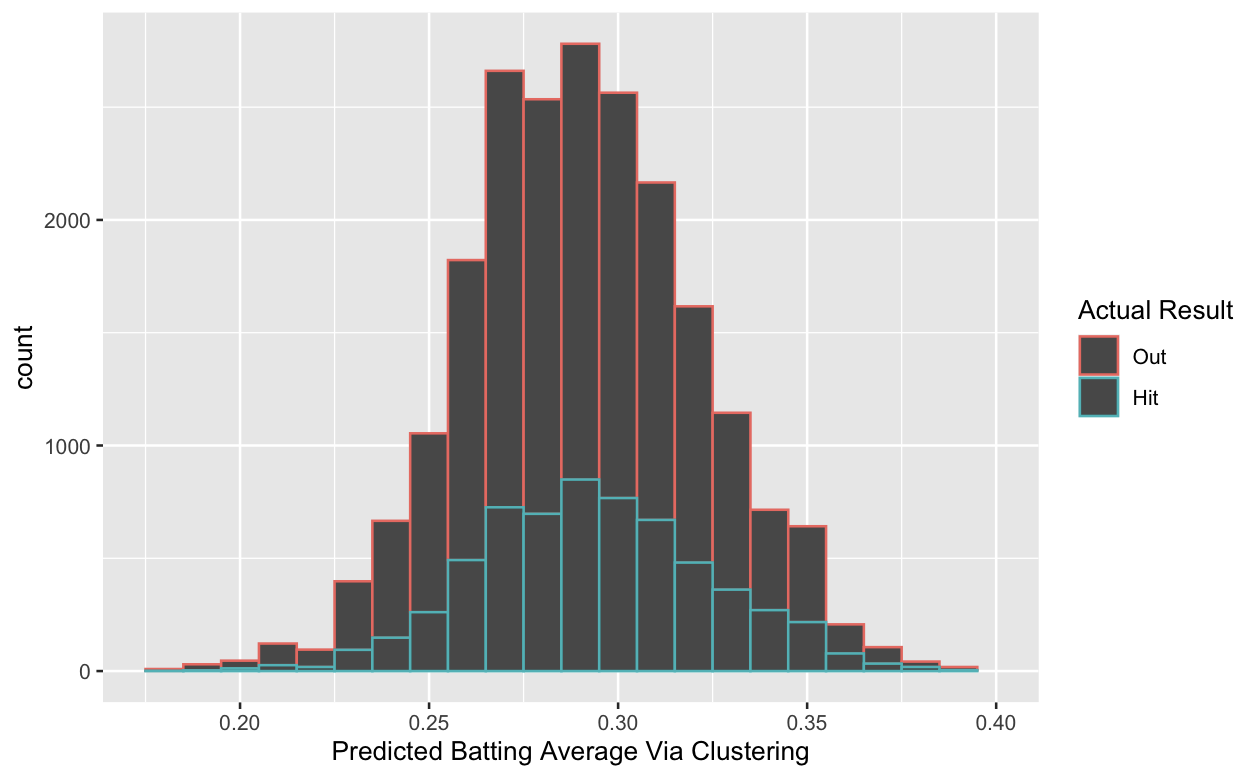 2000
1000
0
0.20
0.25
0.30
0.35
0.40
count
Predicted Batting Average Via Clustering
Actual Result
Out
Hit